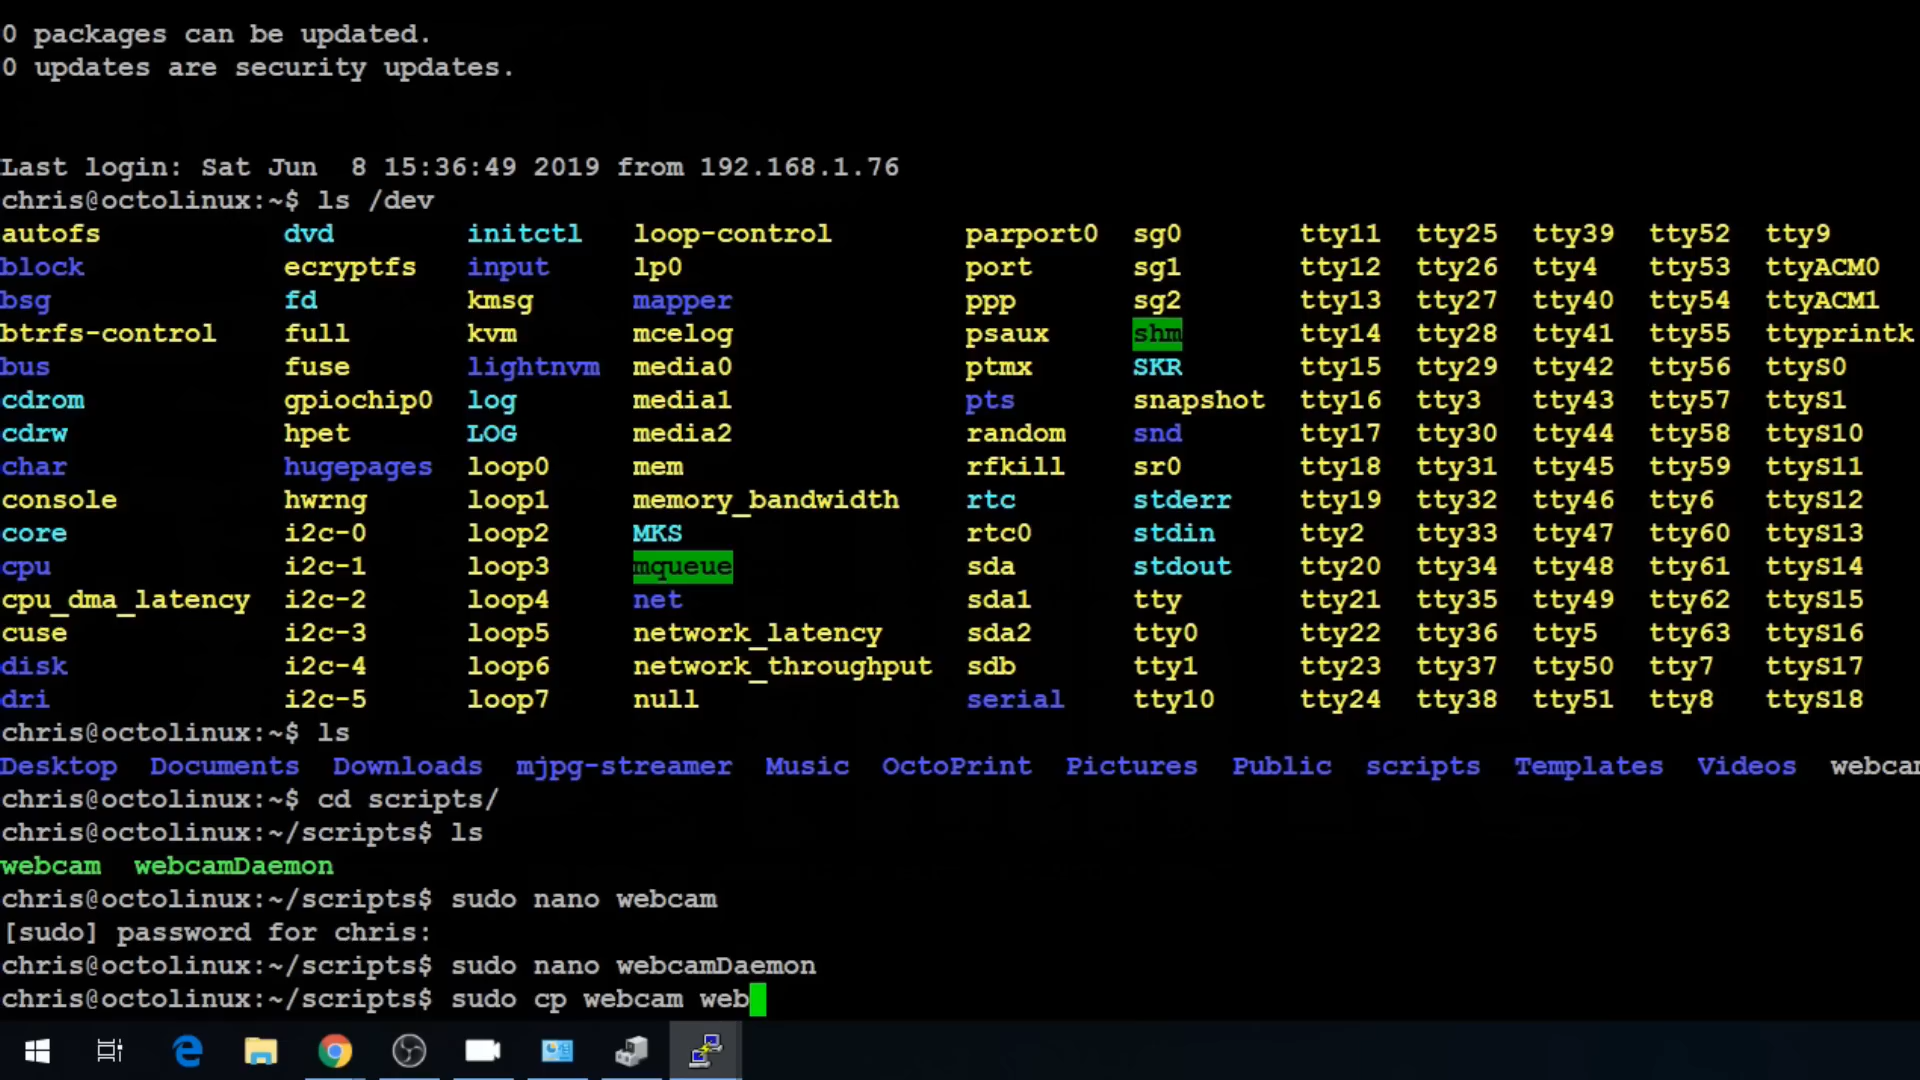 0 packages can be updated.
0 updates are security updates.
Last login: Sat Jun  8 15:36:49 2019 from 192.168.1.76
chris@octolinux:~$ ls /dev
autofs dvd initctl loop-control parport0 sg0 tty11 tty25 tty39 tty52 tty9
block ecryptfs input lp0 port sg1 tty12 tty26 tty4 tty53 ttyACM0
bsg fd kmsg mapper ppp sg2 tty13 tty27 tty40 tty54 ttyACM1
btrfs-control full kvm mcelog psaux shm tty14 tty28 tty41 tty55 ttyprintk
bus fuse lightnvm media0 ptmx SKR tty15 tty29 tty42 tty56 ttyS0
cdrom gpiochip0 log media1 pts snapshot tty16 tty3 tty43 tty57 ttyS1
cdrw hpet LOG media2 random snd tty17 tty30 tty44 tty58 ttyS10
char hugepages loop0 mem rfkill sr0 tty18 tty31 tty45 tty59 ttyS11
console hwrng loop1 memory_bandwidth rtc stderr tty19 tty32 tty46 tty6 ttyS12
core i2c-0 loop2 MKS rtc0 stdin tty2 tty33 tty47 tty60 ttyS13
cpu i2c-1 loop3 mqueue sda stdout tty20 tty34 tty48 tty61 ttyS14
cpu_dma_latency i2c-2 loop4 net sda1 tty tty21 tty35 tty49 tty62 ttyS15
cuse i2c-3 loop5 network_latency sda2 tty0 tty22 tty36 tty5 tty63 ttyS16
disk i2c-4 loop6 network_throughput sdb tty1 tty23 tty37 tty50 tty7 ttyS17
dri i2c-5 loop7 null serial tty10 tty24 tty38 tty51 tty8 ttyS18
chris@octolinux:~$ ls
Desktop Documents Downloads mjpg-streamer Music OctoPrint Pictures Public scripts Templates Videos webcam
chris@octolinux:~$ cd scripts/
chris@octolinux:~/scripts$ ls
webcam webcamDaemon
chris@octolinux:~/scripts$ sudo nano webcam
[sudo] password for chris:
chris@octolinux:~/scripts$ sudo nano webcamDaemon
chris@octolinux:~/scripts$ sudo cp webcam web